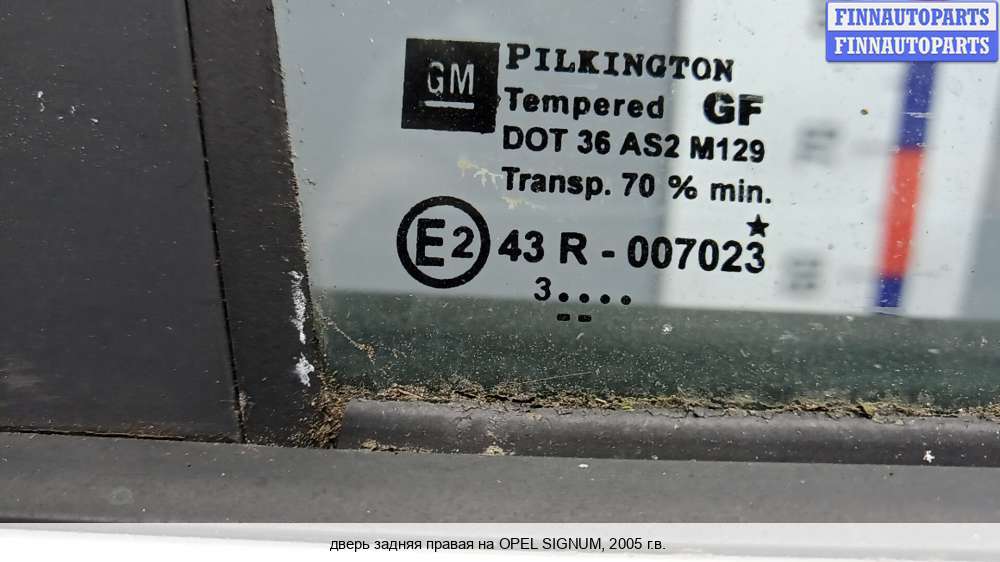 FINNAUTOPARTS
FINNAUTOPARTS
GM
PILKINGTON
Tempered GF
DOT 36 AS2 M129
Transp. 70 % min.
E2 43 R - 007023
3....
дверь задняя правая на OPEL SIGNUM, 2005 г.в.